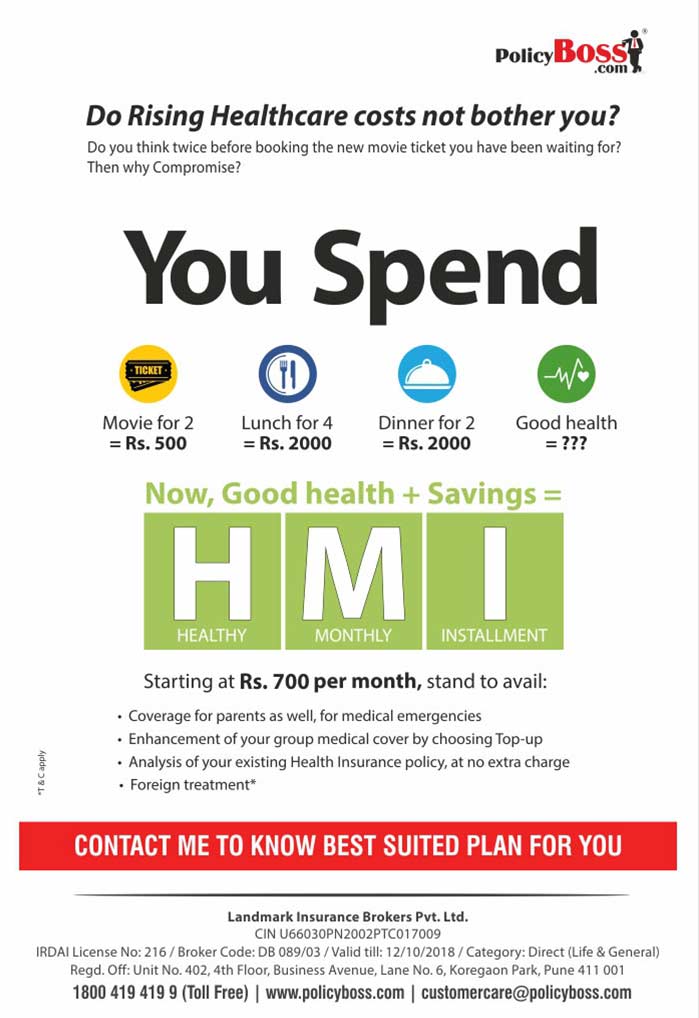 PolicyBoss®
.com
Do Rising Healthcare costs not bother you?
Do you think twice before booking the new movie ticket you have been waiting for?
Then why Compromise?
You Spend
TICKET
Movie for 2
= Rs. 500
Lunch for 4
= Rs. 2000
Dinner for 2
= Rs. 2000
Good health
= ???
Now, Good health + Savings =
H M I
HEALTHY MONTHLY INSTALLMENT
Starting at Rs. 700 per month, stand to avail:
• Coverage for parents as well, for medical emergencies
• Enhancement of your group medical cover by choosing Top-up
• Analysis of your existing Health Insurance policy, at no extra charge
• Foreign treatment*
*T & C apply
CONTACT ME TO KNOW BEST SUITED PLAN FOR YOU
Landmark Insurance Brokers Pvt. Ltd.
CIN U66030PN2002PTC017009
IRDAI License No: 216 / Broker Code: DB 089/03 / Valid till: 12/10/2018 / Category: Direct (Life & General)
Regd. Off: Unit No. 402, 4th Floor, Business Avenue, Lane No. 6, Koregaon Park, Pune 411 001
1800 419 419 9 (Toll Free) | www.policyboss.com | customercare@policyboss.com